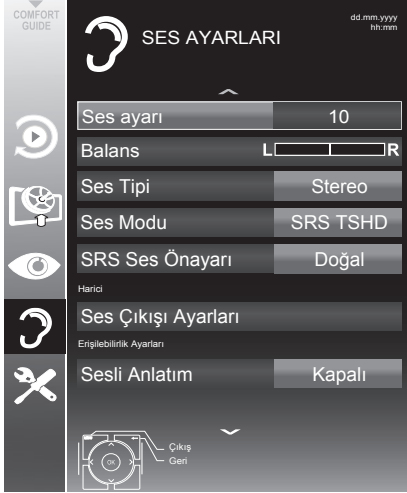 COMFORT
GUIDE
SES AYARLARI
dd.mm.yyyy
hh:mm
Ses ayarı 10
Balans L R
Ses Tipi Stereo
Ses Modu SRS TSHD
SRS Ses Önayarı Doğal
Harici
Ses Çıkışı Ayarları
Erişilebilirlik Ayarları
Sesli Anlatım Kapalı
Çıkış
OK Geri